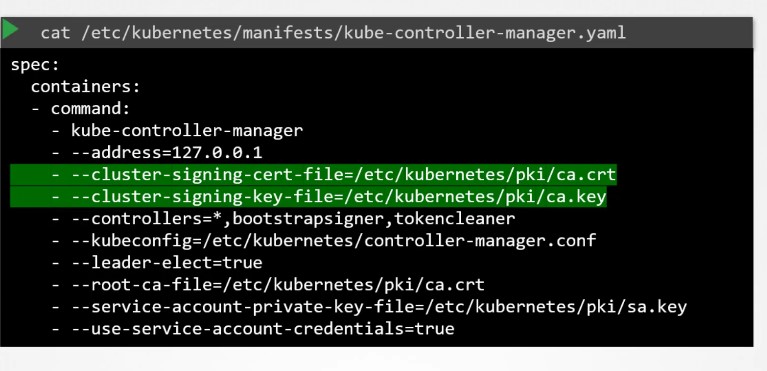 cat /etc/kubernetes/manifests/kube-controller-manager.yaml
spec:
  containers:
  - command:
    - kube-controller-manager
    - --address=127.0.0.1
    - --cluster-signing-cert-file=/etc/kubernetes/pki/ca.crt
    - --cluster-signing-key-file=/etc/kubernetes/pki/ca.key
    - --controllers=*,bootstrapsigner,tokencleaner
    - --kubeconfig=/etc/kubernetes/controller-manager.conf
    - --leader-elect=true
    - --root-ca-file=/etc/kubernetes/pki/ca.crt
    - --service-account-private-key-file=/etc/kubernetes/pki/sa.key
    - --use-service-account-credentials=true